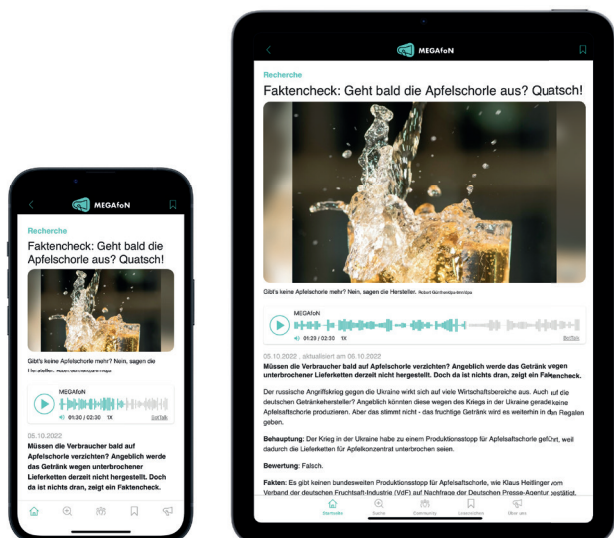 MEGAfoN
Recherche
Faktencheck: Geht bald die
Apfelschorle aus? Quatsch!
Gibt's keine Apfelschorle mehr? Nein, sagen die
Hersteller.
MEGAfoN
01:30 / 02:30 1X
BotTalk
05.10.2022
Müssen die Verbraucher bald auf
Apfelschorle verzichten? Angeblich werde
das Getränk wegen unterbrochener
Lieferketten derzeit nicht hergestellt. Doch
da ist nichts dran, zeigt ein Faktencheck.
MEGAfoN
Recherche
Faktencheck: Geht bald die Apfelschorle aus? Quatsch!
Gibt's keine Apfelschorle mehr? Nein, sagen die Hersteller.
MEGAfoN
01:29 / 02:30 1X
BotTalk
05.10.2022 , aktualisiert am 06.10.2022
Müssen die Verbraucher bald auf Apfelschorle verzichten? Angeblich werde das Getränk wegen
unterbrochener Lieferketten derzeit nicht hergestellt. Doch da ist nichts dran, zeigt ein Faktencheck.
Der russische Angriffskrieg gegen die Ukraine wirkt sich auf viele Wirtschaftsbereiche aus. Auch auf die
deutschen Getränkehersteller? Angeblich könnten diese wegen des Kriegs in der Ukraine gerade keine
Apfelsaftschorle produzieren. Aber das stimmt nicht - das fruchtige Getränk wird es weiterhin in den Regalen
geben.
Behauptung: Der Krieg in der Ukraine habe zu einem Produktionsstopp für Apfelsaftschorle geführt, weil
dadurch die Lieferketten für Apfelkonzentrat unterbrochen seien.
Bewertung: Falsch.
Fakten: Es gibt keinen bundesweiten Produktionsstopp für Apfelsaftschorle, wie Klaus Heitlinger vom
Verband der deutschen Fruchtsaft-Industrie (VdF) auf Nachfrage der Deutschen Presse-Agentur bestätigt.
Startseite Suche Community Lesezeichen Über uns